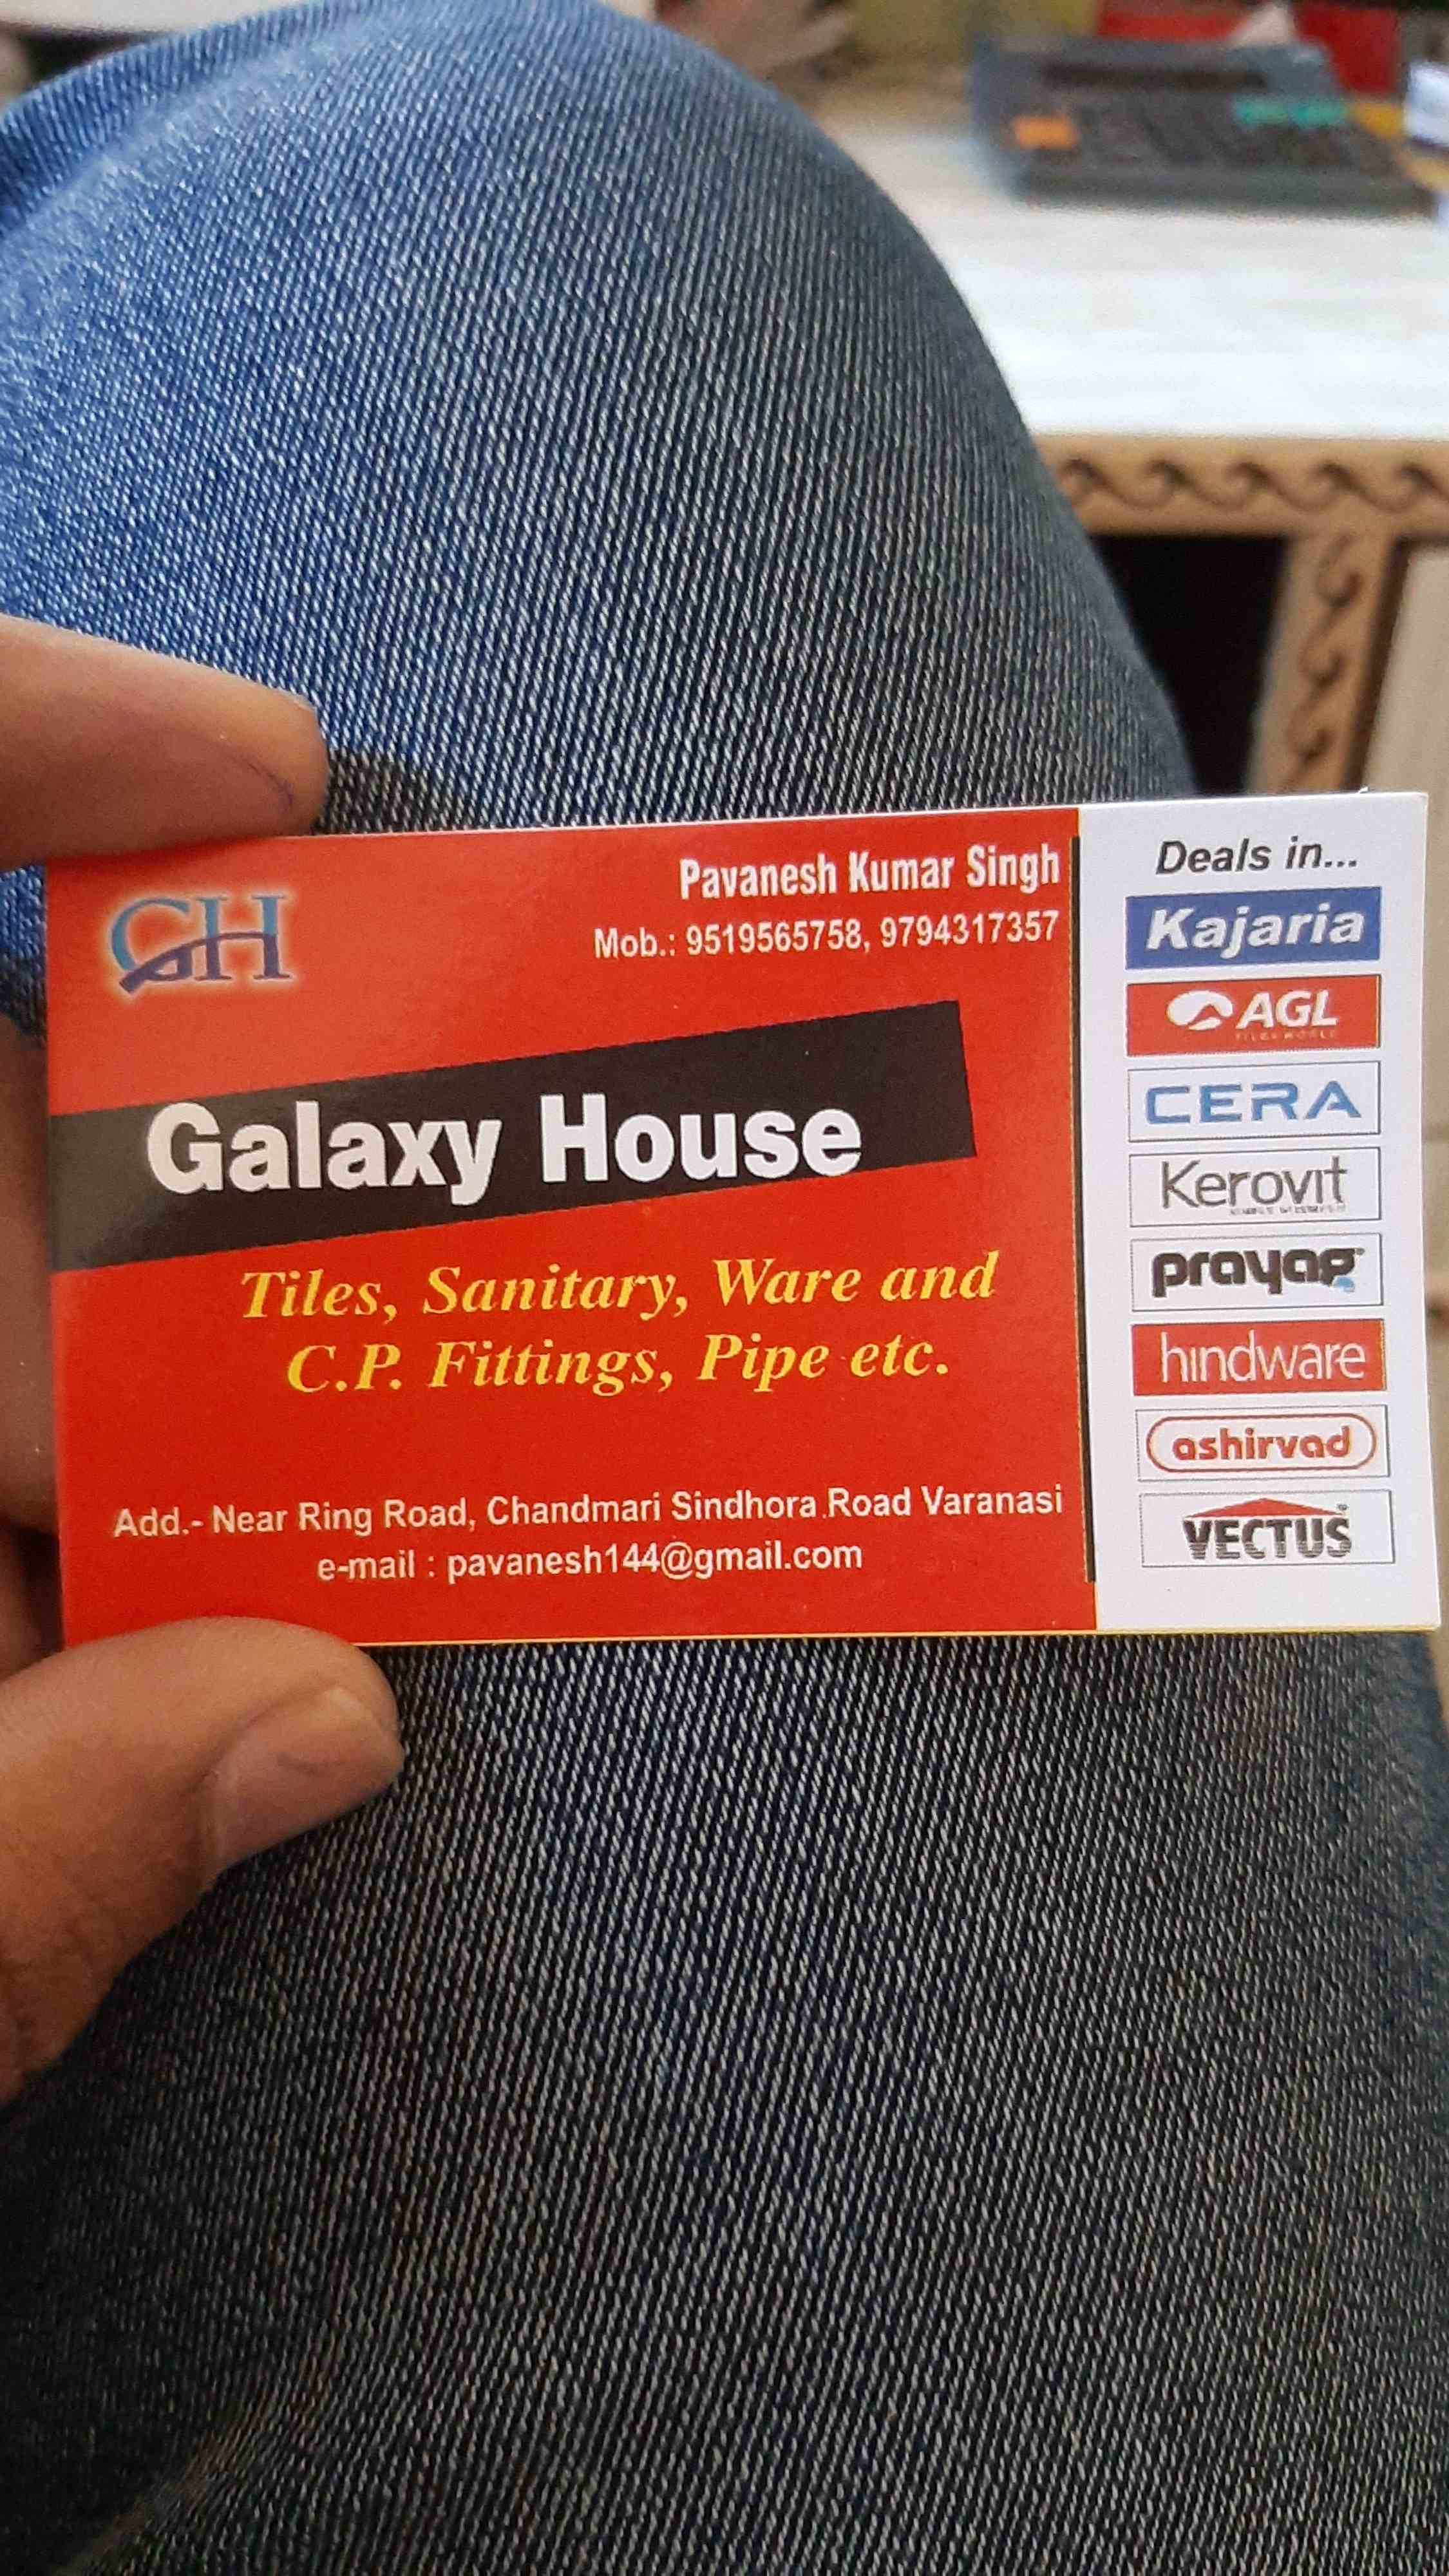 GH
Pavanesh Kumar Singh
Mob.: 9519565758, 9794317357
Galaxy House
Tiles, Sanitary, Ware and
C.P. Fittings, Pipe etc.
Add.- Near Ring Road, Chandmari Sindhora Road Varanasi
e-mail : pavanesh144@gmail.com
Deals in...
Kajaria
AGL
TILES WORLD
CERA
Kerovit
prayag
hindware
ashirvad
VECTUS